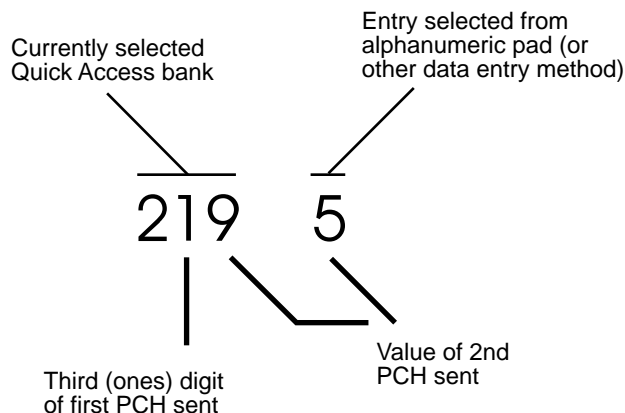 Currently selected
Quick Access bank
Entry selected from
alphanumeric pad (or
other data entry method)
219 5
Third (ones) digit
of first PCH sent
Value of 2nd
PCH sent